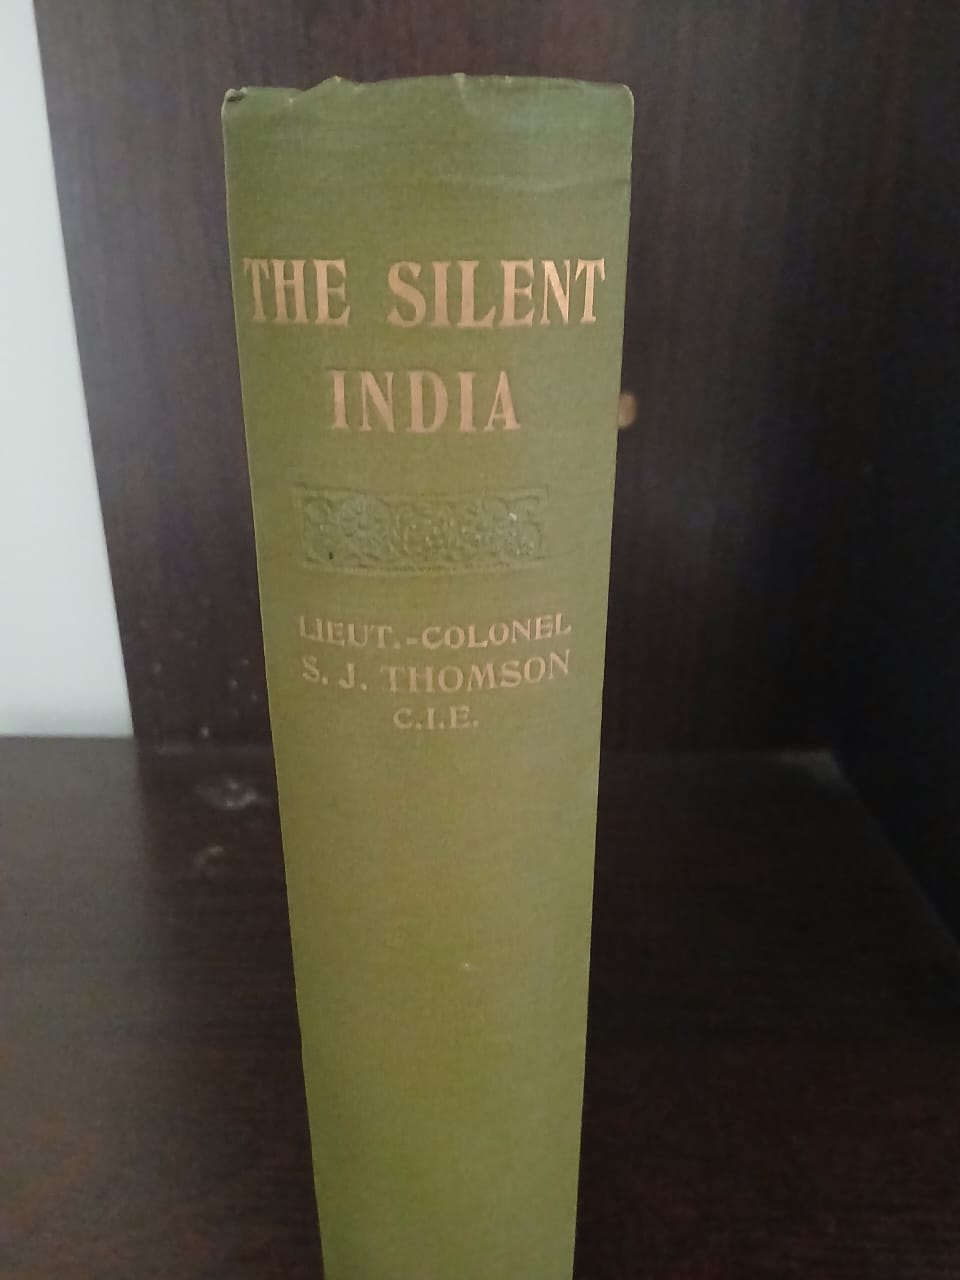 THE SILENT
INDIA
LIEUT.-COLONEL
S. J. THOMSON
C.I.E.